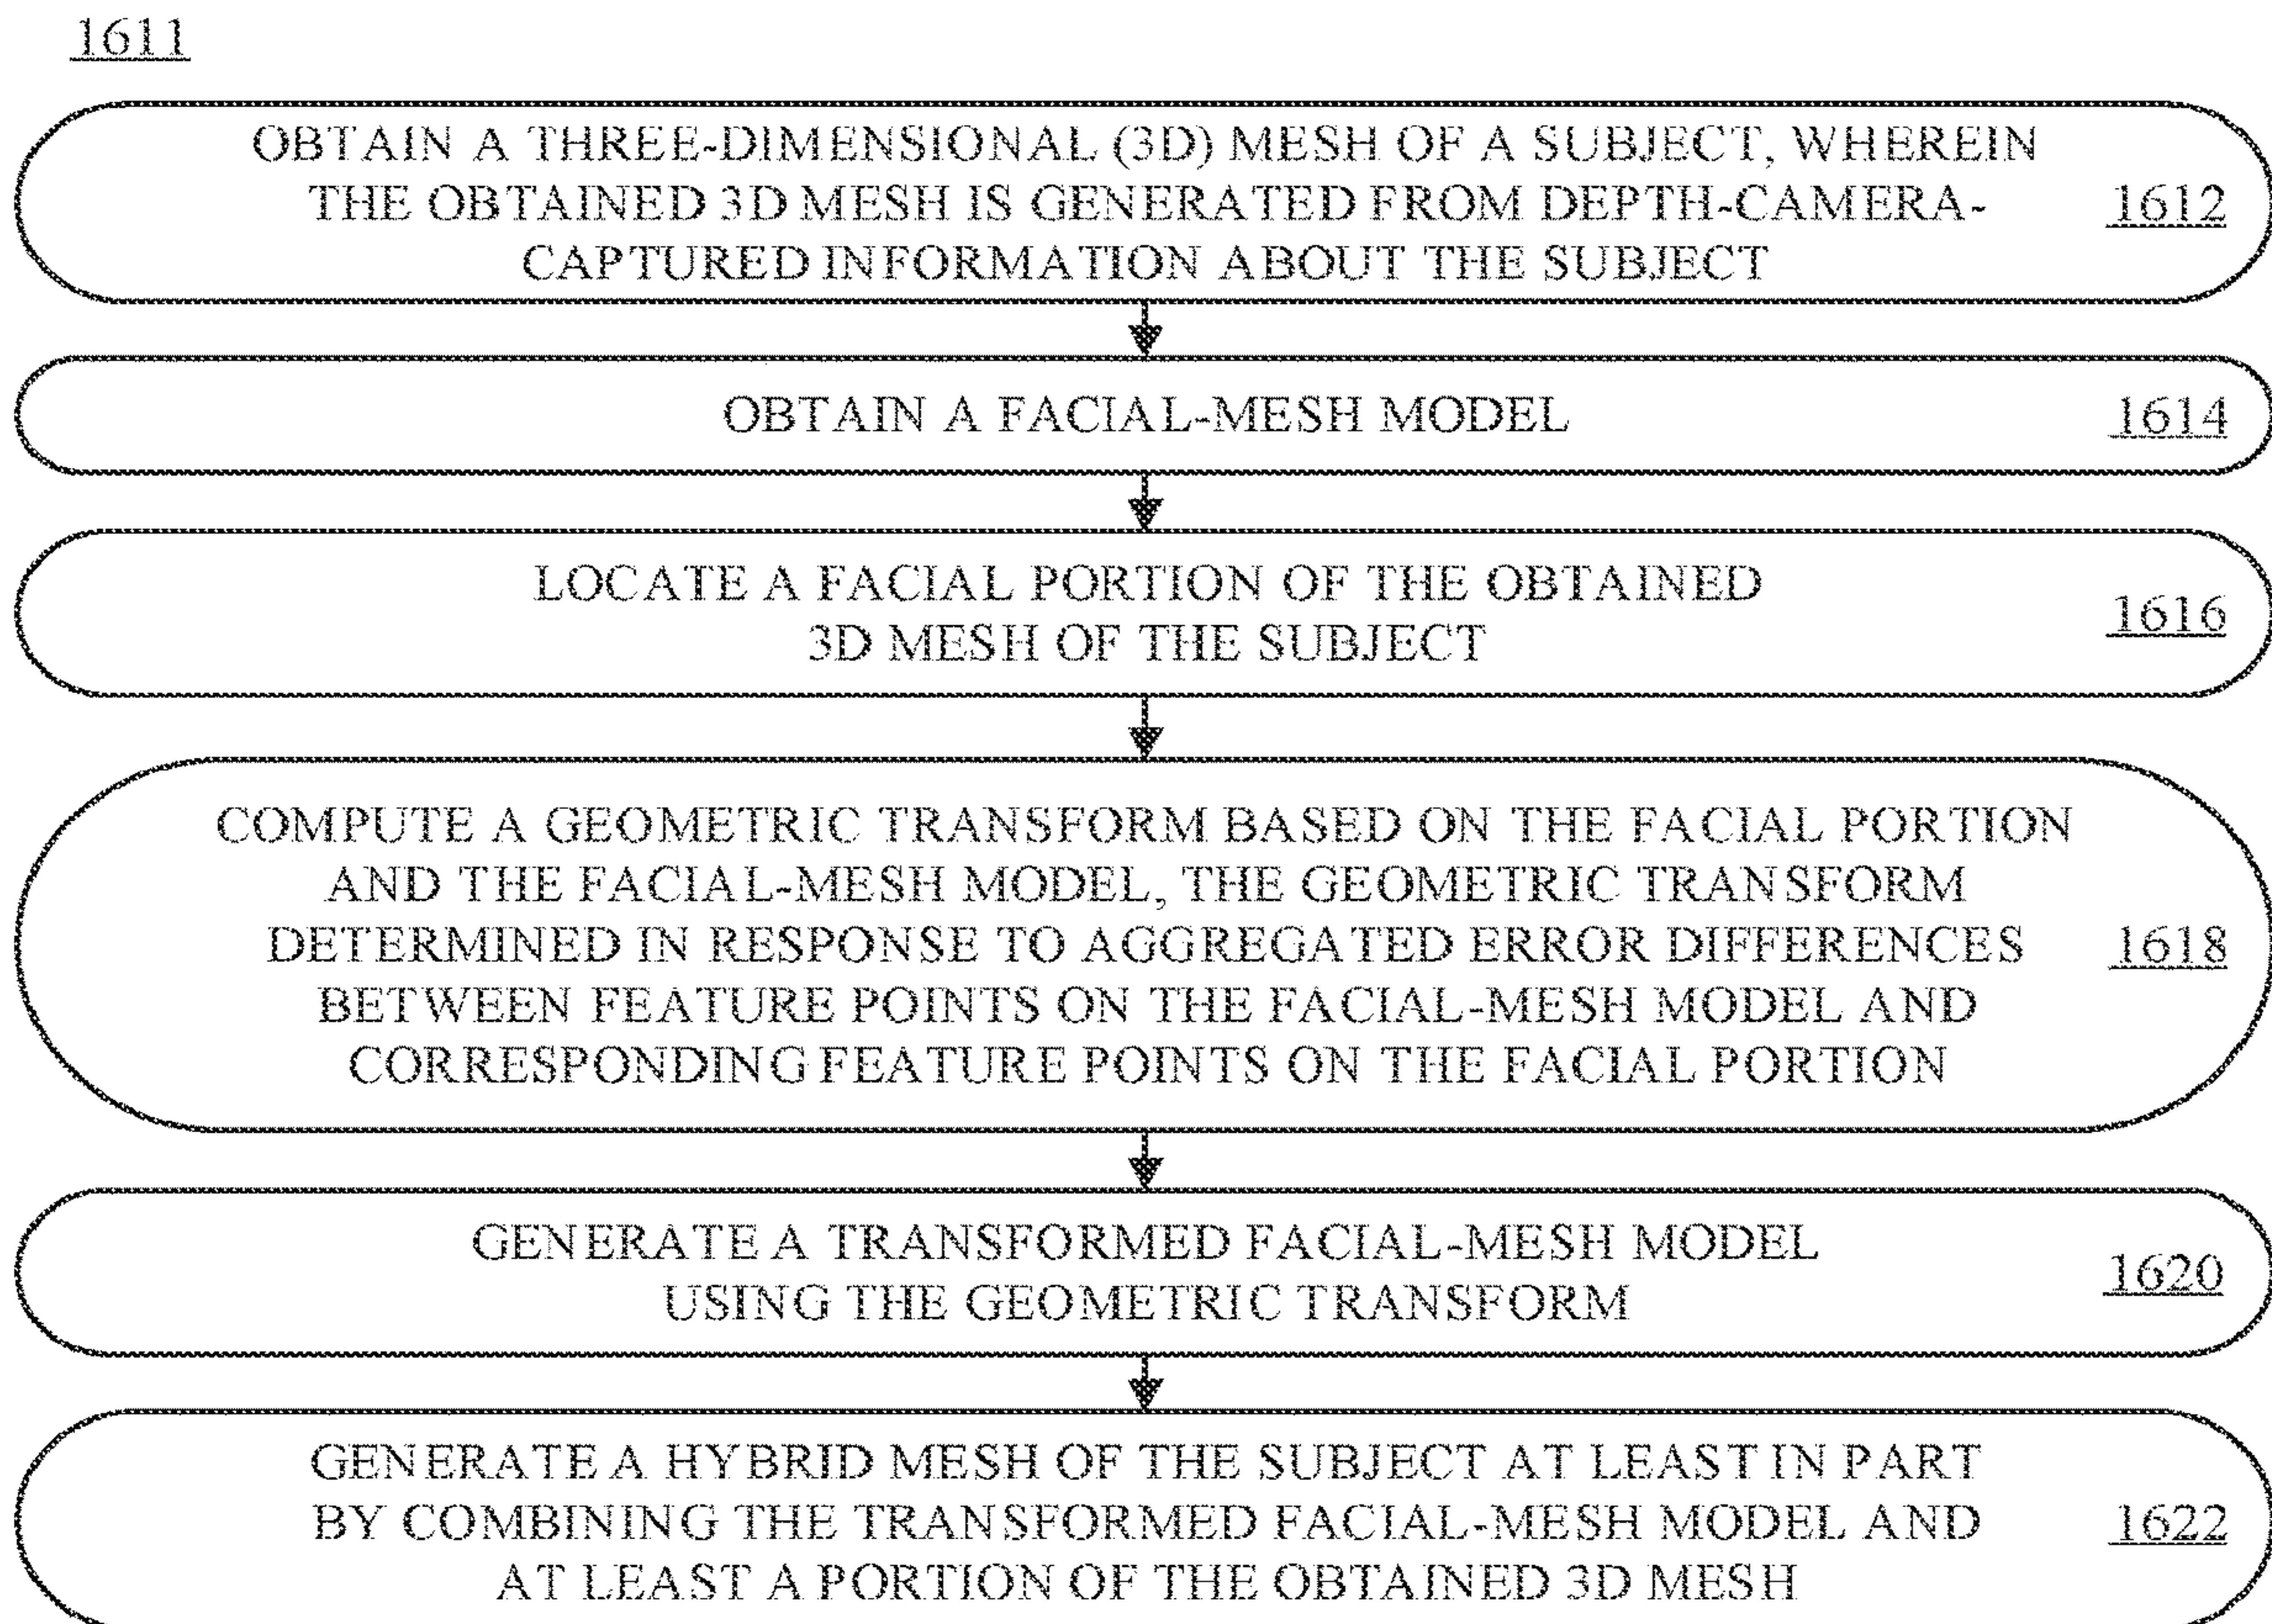 1611
OBTAIN A THREE-DIMENSIONAL (3D) MESH OF A SUBJECT, WHEREIN
THE OBTAINED 3D MESH IS GENERATED FROM DEPTH-CAMERA-
CAPTURED INFORMATION ABOUT THE SUBJECT
1612
OBTAIN A FACIAL-MESH MODEL
1614
LOCATE A FACIAL PORTION OF THE OBTAINED
3D MESH OF THE SUBJECT
1616
COMPUTE A GEOMETRIC TRANSFORM BASED ON THE FACIAL PORTION
AND THE FACIAL-MESH MODEL, THE GEOMETRIC TRANSFORM
DETERMINED IN RESPONSE TO AGGREGATED ERROR DIFFERENCES
BETWEEN FEATURE POINTS ON THE FACIAL-MESH MODEL AND
CORRESPONDING FEATURE POINTS ON THE FACIAL PORTION
1618
GENERATE A TRANSFORMED FACIAL-MESH MODEL
USING THE GEOMETRIC TRANSFORM
1620
GENERATE A HYBRID MESH OF THE SUBJECT AT LEAST IN PART
BY COMBINING THE TRANSFORMED FACIAL-MESH MODEL AND
AT LEAST A PORTION OF THE OBTAINED 3D MESH
1622